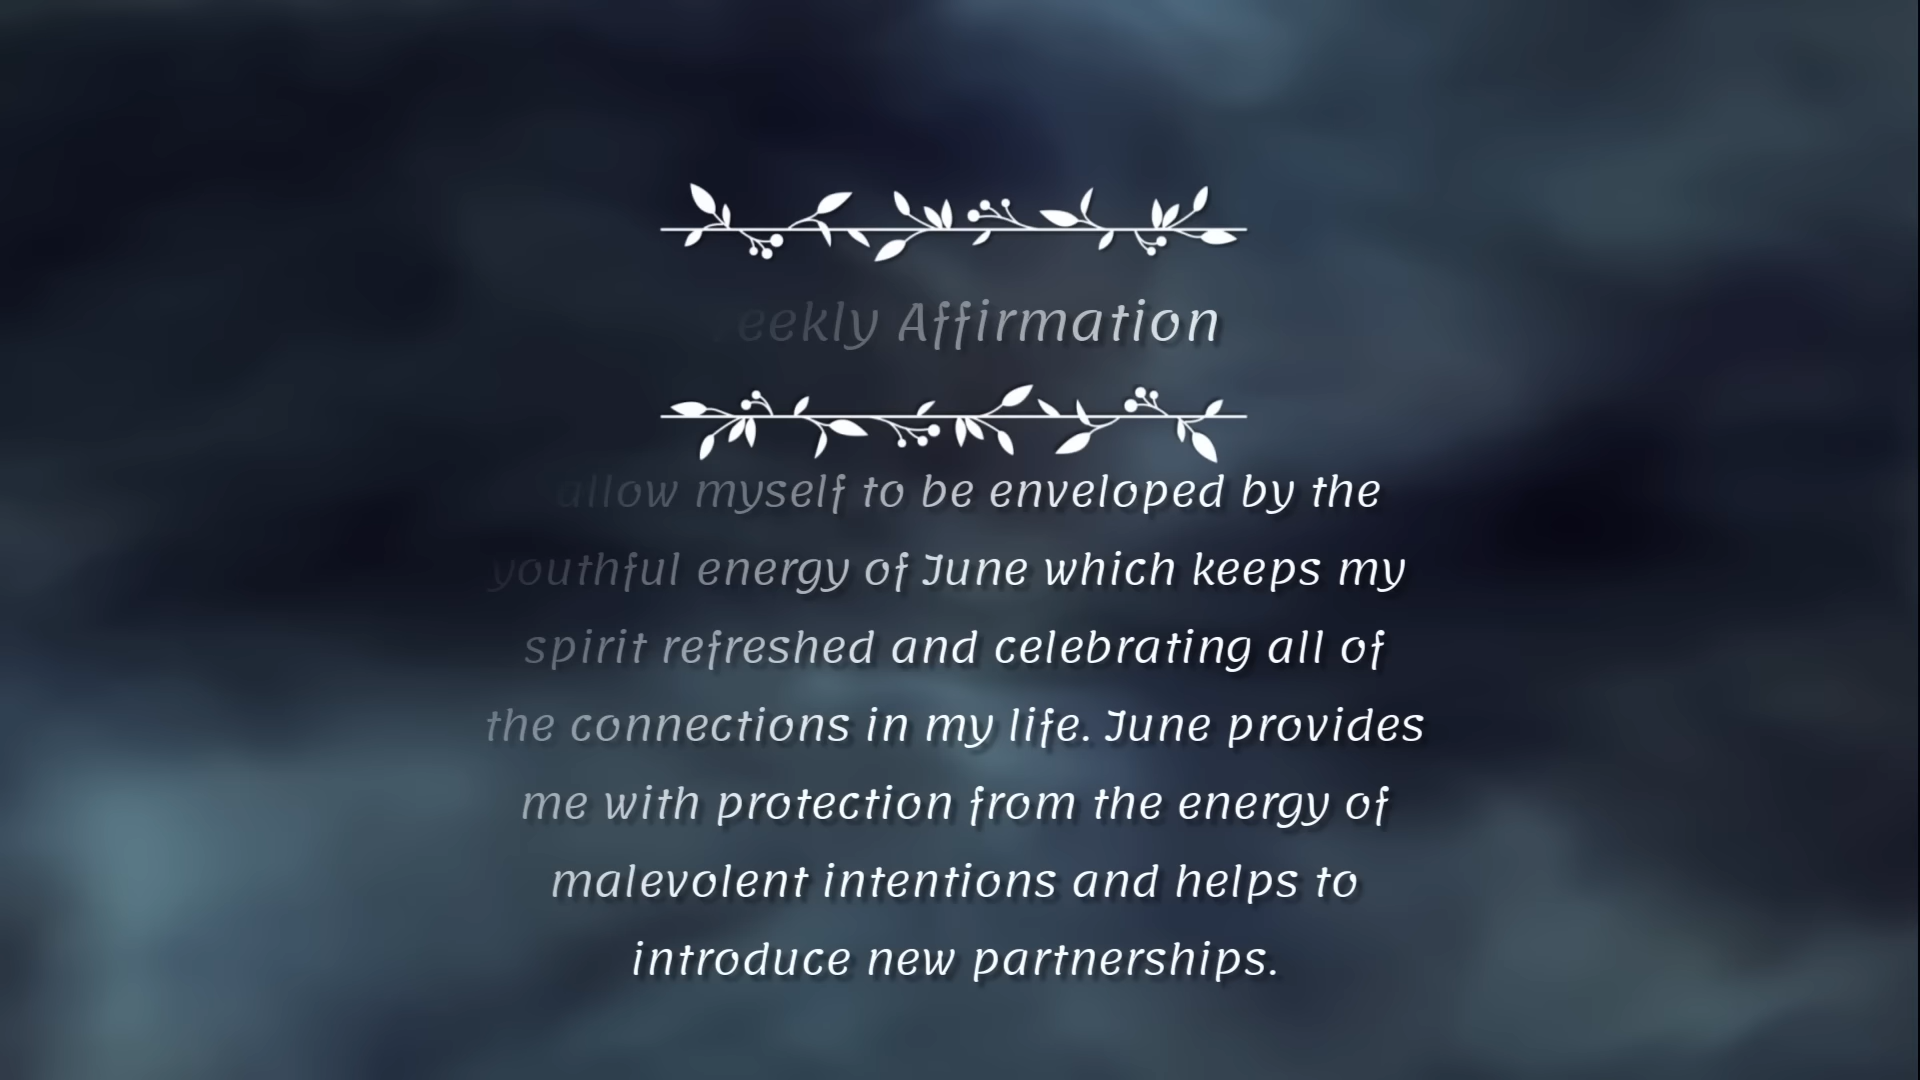 eekly Affirmation
allow myself to be enveloped by the
youthful energy of June which keeps my
spirit refreshed and celebrating all of
the connections in my life. June provides
me with protection from the energy of
malevolent intentions and helps to
introduce new partnerships.